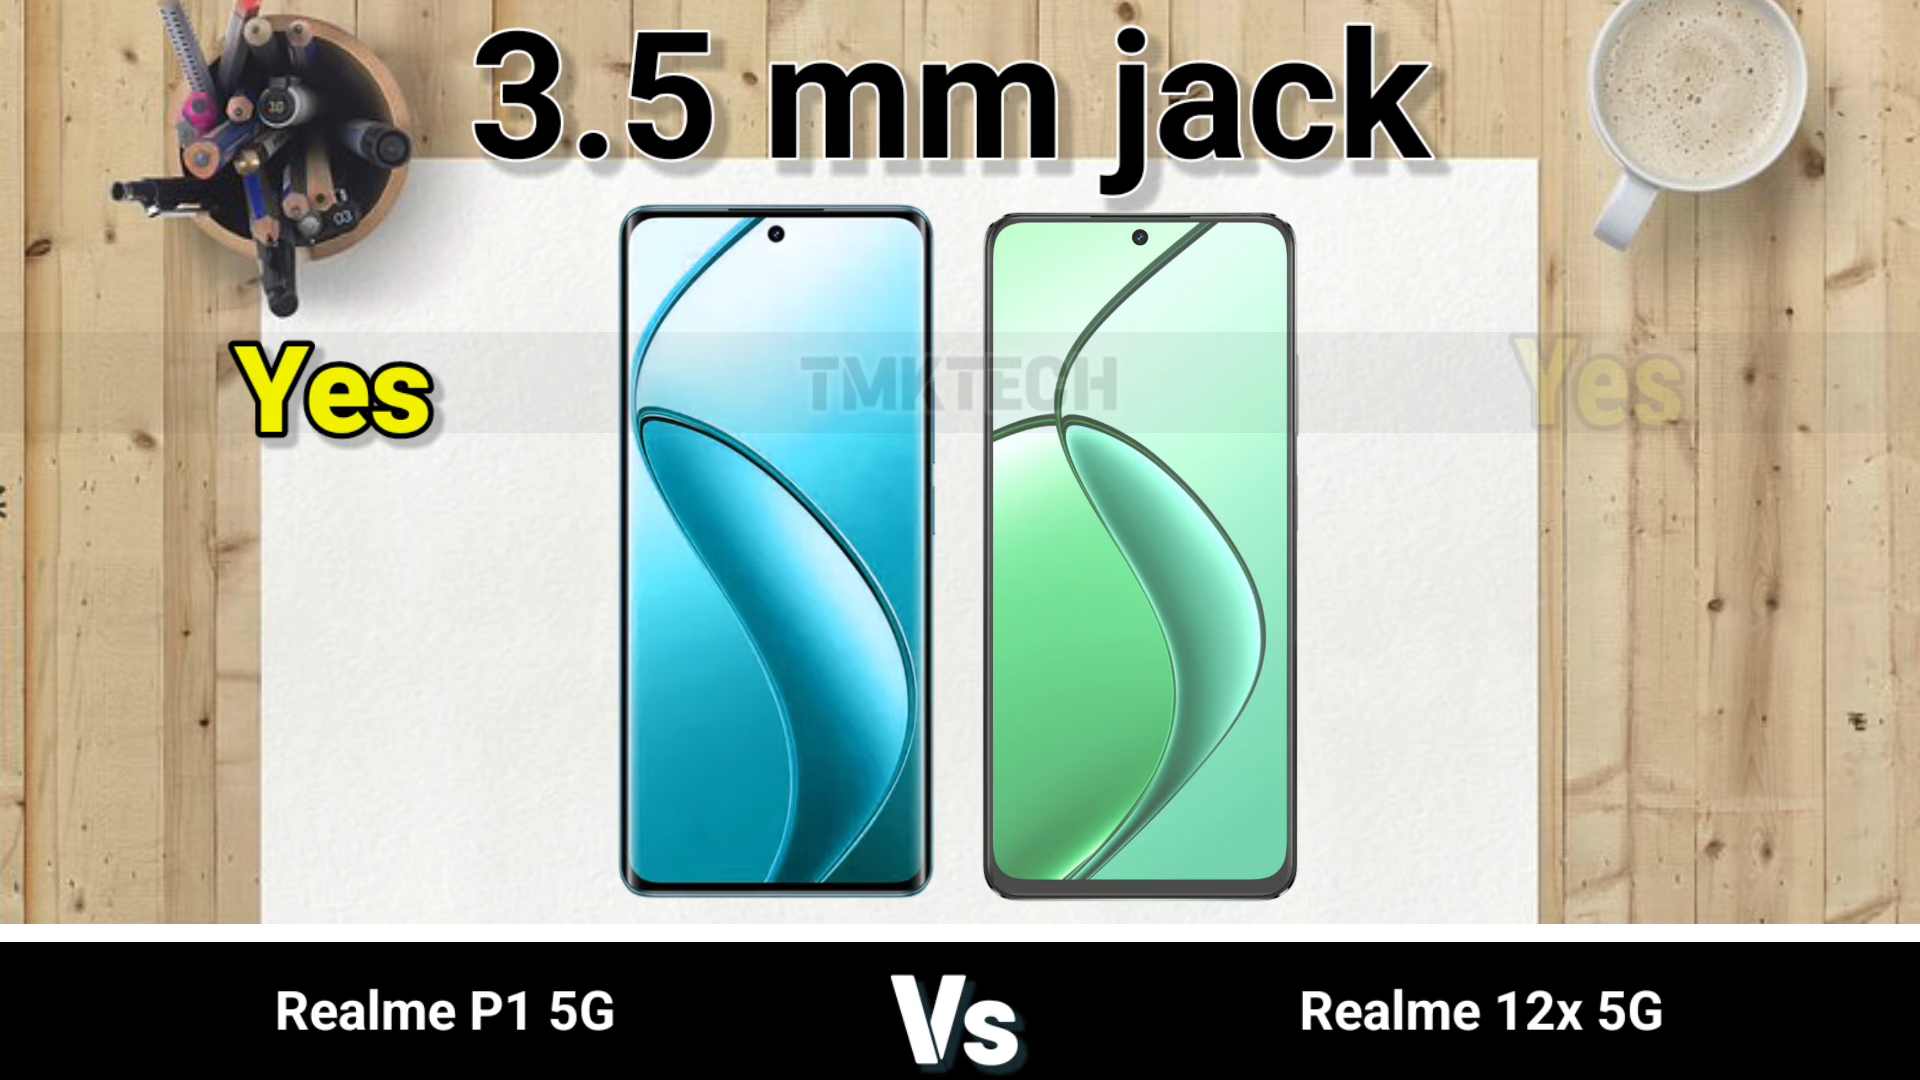 3.5 mm jack
Yes
TMKTECH
Yes
Realme P1 5G
Vs
Realme 12x 5G